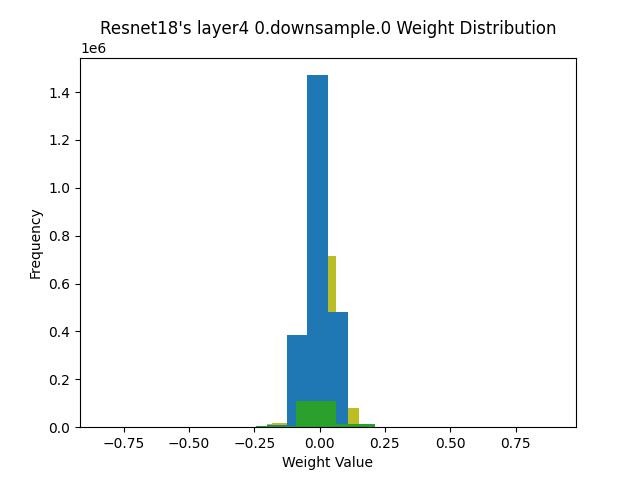 Resnet18's layer4 0.downsample.0 Weight Distribution
1e6
1.4
1.2
1.0
0.8
0.6
0.4
0.2
0.0
Frequency
−0.75 −0.50 −0.25 0.00 0.25 0.50 0.75
Weight Value